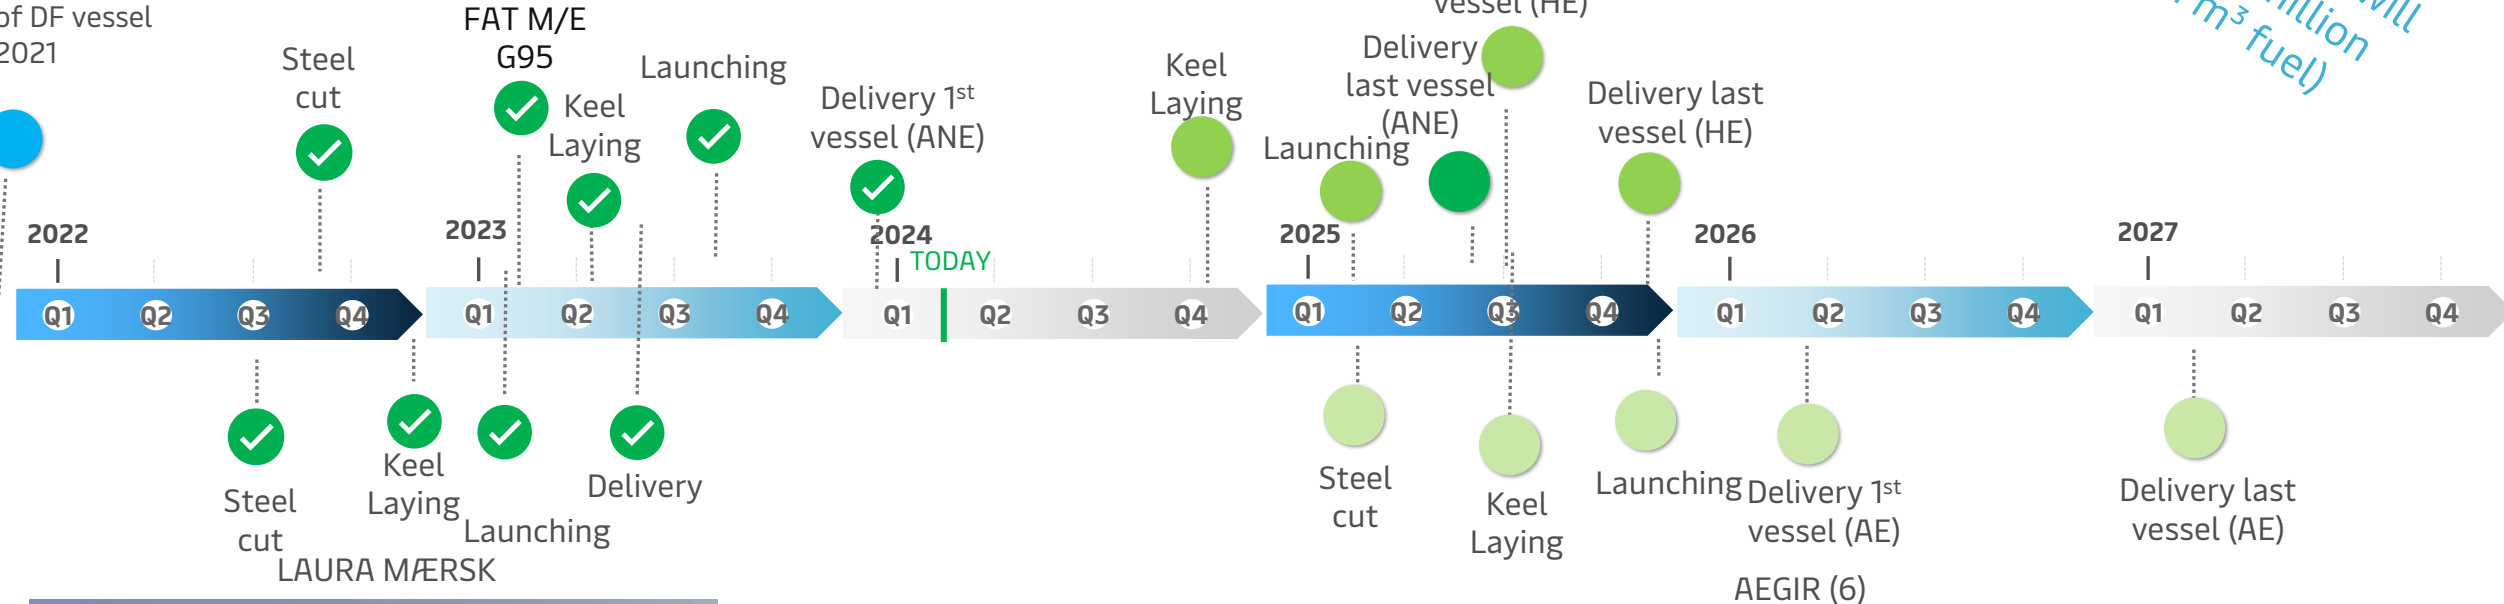 of DF vessel
2021
Steel
cut
FAT M/E
G95
Keel
Laying
Launching
Delivery 1st
vessel (ANE)
Keel
Laying
Launching
Delivery
last vessel
(ANE)
vessel (HE)
Delivery last
vessel (HE)
will
illion
m³ fuel)
2022
2023
2024
TODAY
2025
2026
2027
Q1 Q2 Q3 Q4
Q1 Q2 Q3 Q4
Q1 Q2 Q3 Q4
Q1 Q2 Q3 Q4
Q1 Q2 Q3 Q4
Q1 Q2 Q3 Q4
Steel
cut
Keel
Laying
Launching
Delivery
LAURA MÆRSK
Steel
cut
Keel
Laying
Launching
Delivery 1st
vessel (AE)
AEGIR (6)
Delivery last
vessel (AE)